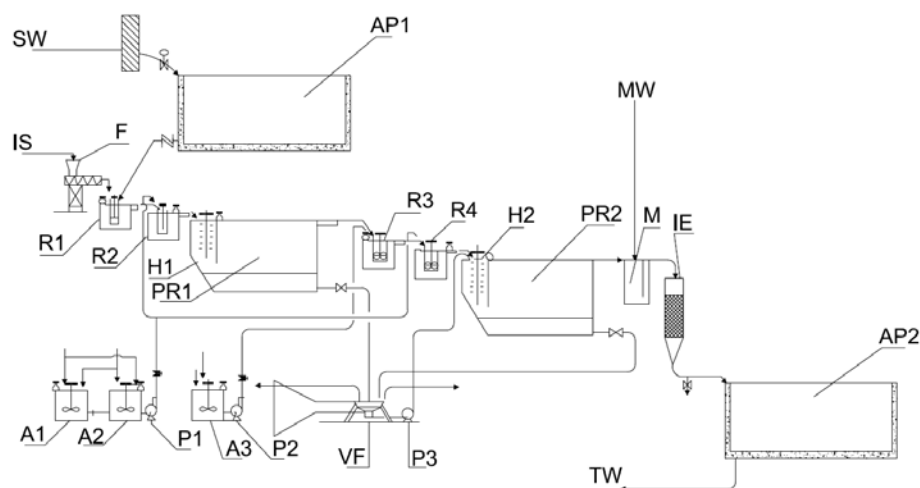 SW
AP1
MW
IS
F
R3
R4
H2
PR2
M
IE
R1
R2
H1
PR1
AP2
A1
A2
P1
A3
P2
VF
P3
TW